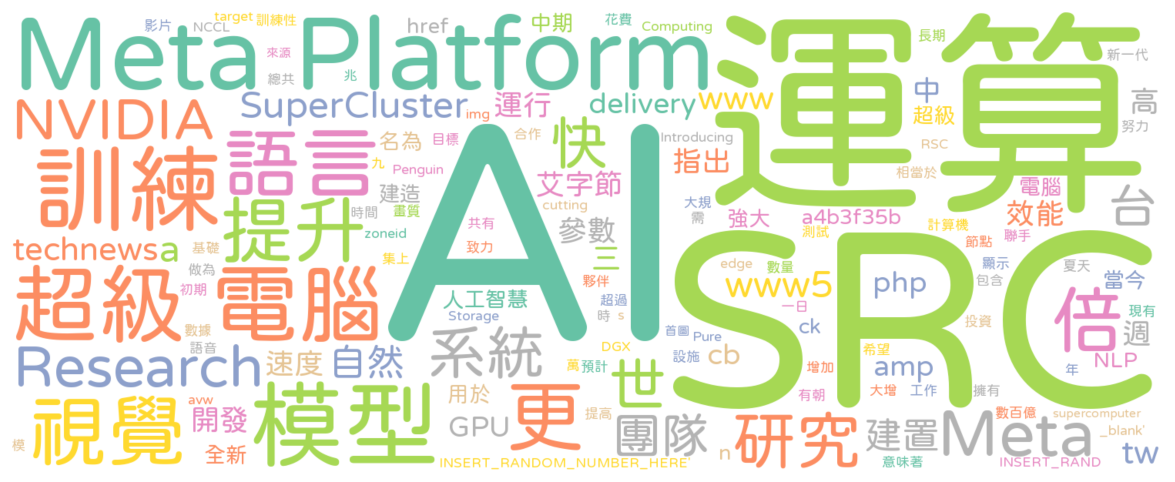 影片
NCCL
target
訓練性
href
中期
花費
Computing
長期
來源
Meta Platform
運算
新一代
總共
兆
NVIDIA
SuperCluster
img
運行
delivery
www
中
超級
高
努力
訓練
語言
名為
目標
合作
快
Introducing
RSC
九
Penguin
指出
相當於
建造
艾字節
大規
電腦
台
提升
時間
畫質
共有
cutting
需
強大
a4b3f35b
計算機
效能
technews
a
基礎
zoneid
參數
測試
節點
聯手
做為
集上
致力
三
edge
數量
顯示
夏天
AI
SRC
超級
電腦
初期
人工智慧
夥伴
www5
php
包含
當今
數據
Storage
超過
一日
倍
現有
語音
時
s
首圖
Pure
ck
投資
週
Research
速度
自然
系統
DGX
設施
cb
希望
NLP
萬
預計
增加
amp
年
avw
用於
世
有朝
大增
工作
擁有
視覺
開發
模型
GPU
更
提高
團隊
n
研究
建置
Meta
數百億
supercomputer
_blank'
模
全新
INSERT_RANDOM_NUMBER_HERE'
意味著
INSERT_RAND
tw